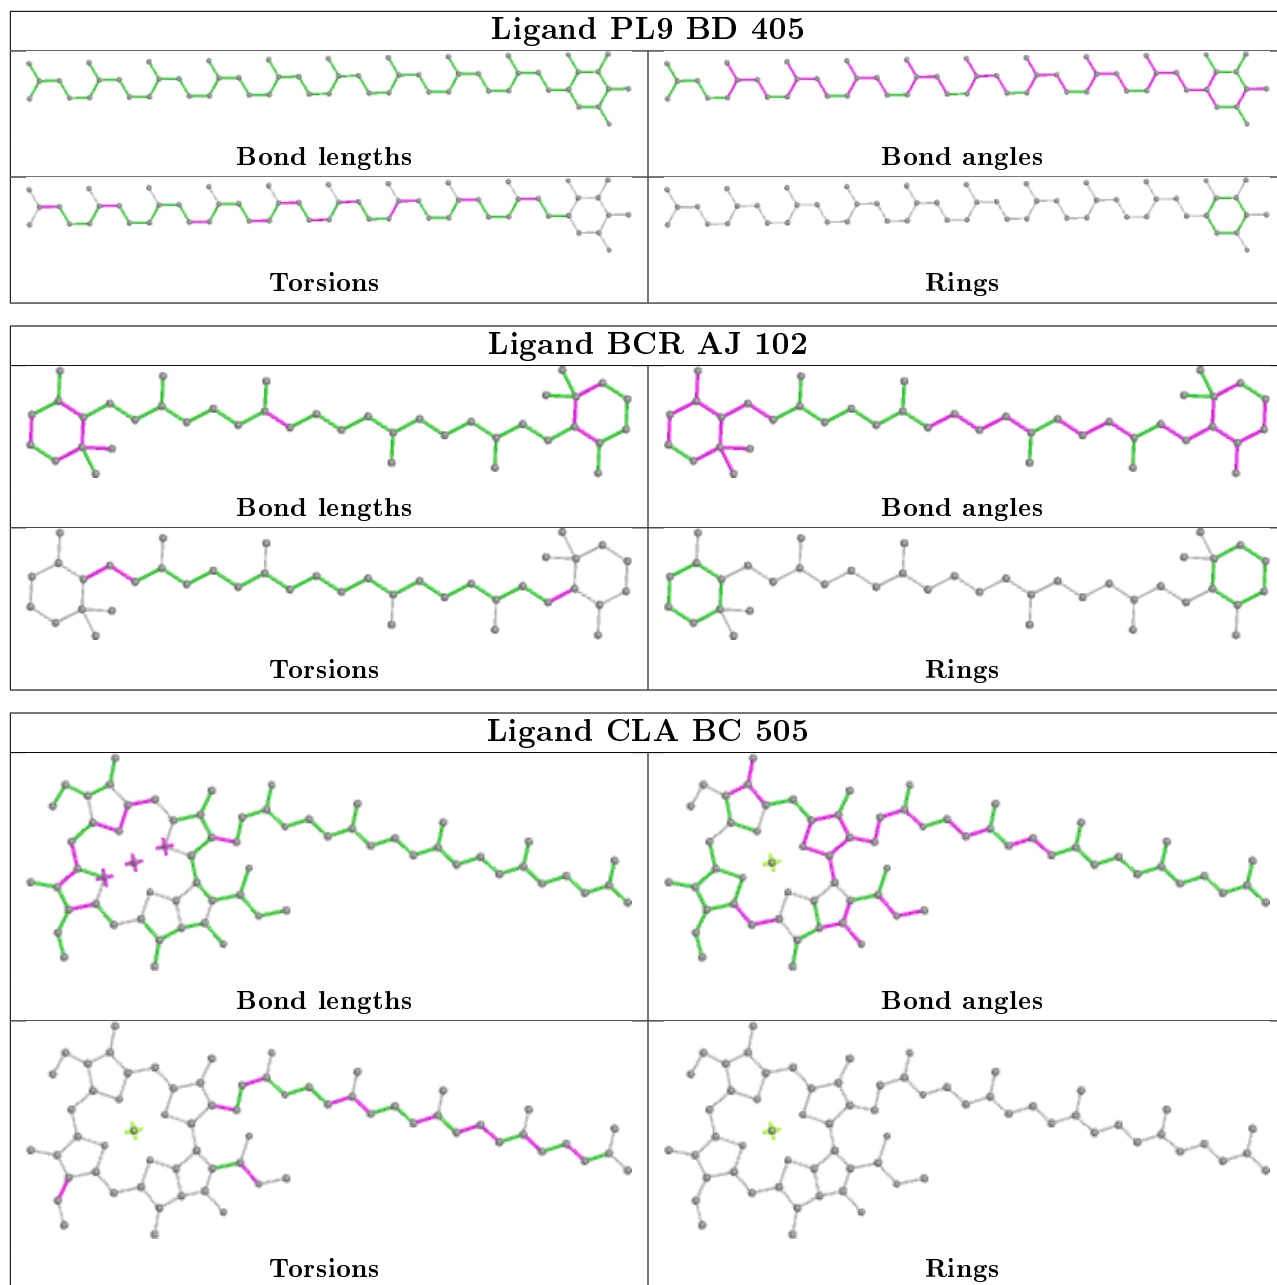 Ligand PL9 BD 405
Bond lengths
Bond angles
Torsions
Rings
Ligand BCR AJ 102
Bond lengths
Bond angles
Torsions
Rings
Ligand CLA BC 505
Bond lengths
Bond angles
Torsions
Rings